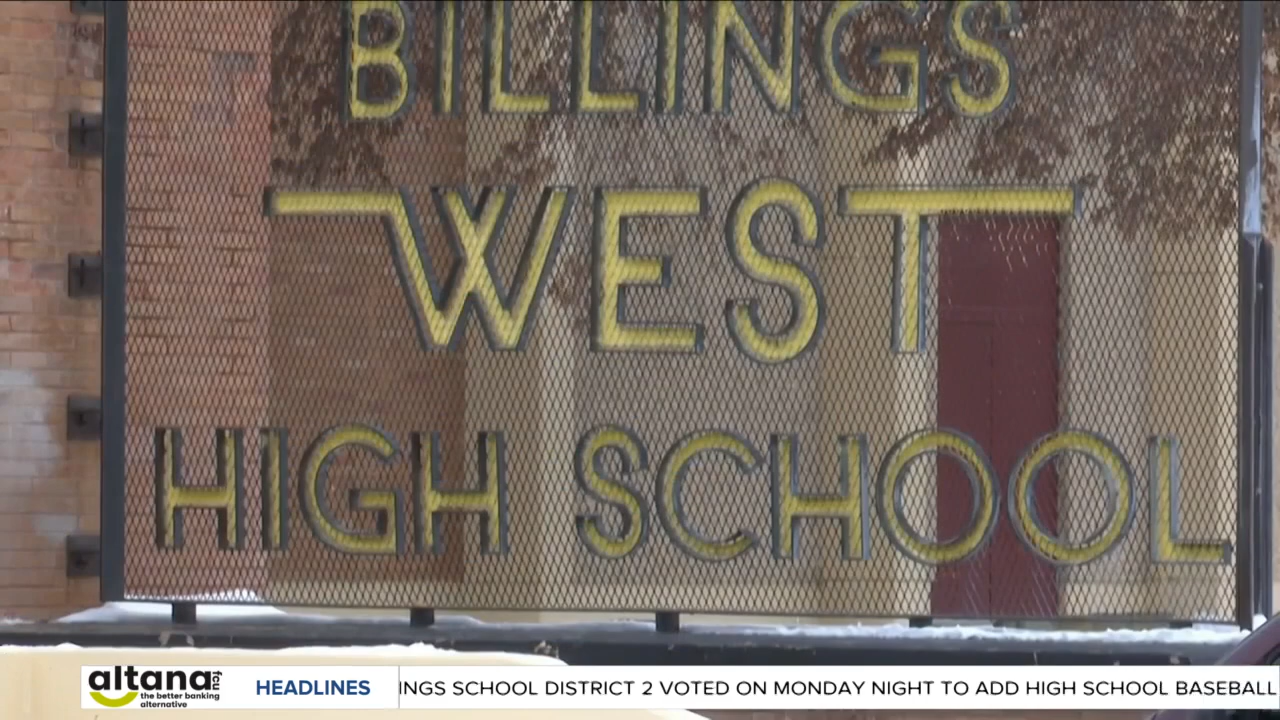 BILLINGS
WEST
HIGH SCHOOL
altana fcu
the better banking
alternative
HEADLINES
INGS SCHOOL DISTRICT 2 VOTED ON MONDAY NIGHT TO ADD HIGH SCHOOL BASEBALL